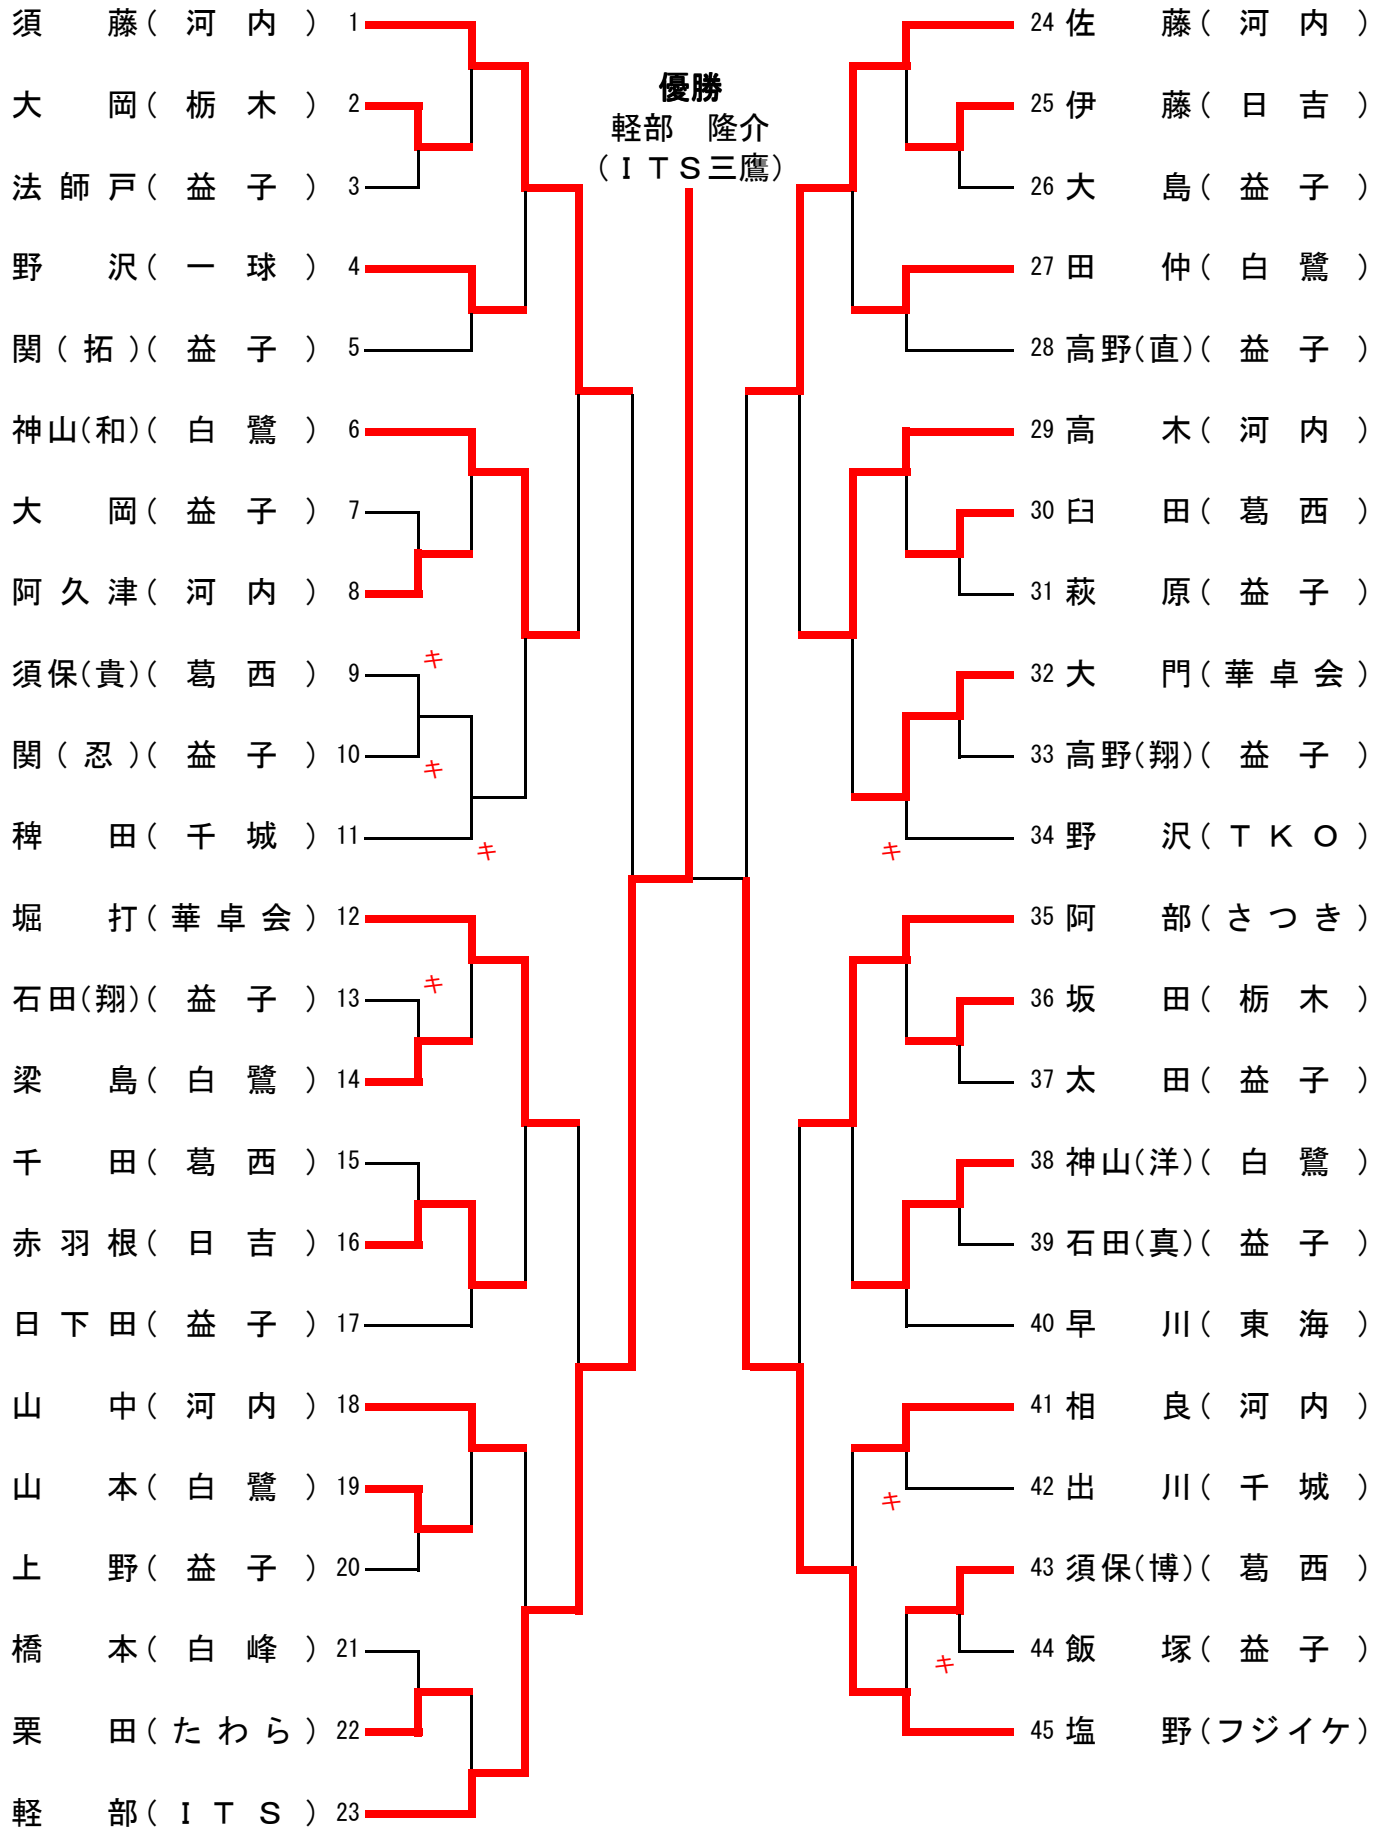 優勝
軽部　隆介
（ＩＴＳ三鷹）
須藤(河内) 1
大岡(栃木) 2
法師戸(益子) 3
野沢(一球) 4
関(拓)(益子) 5
神山(和)(白鷺) 6
大岡(益子) 7
阿久津(河内) 8
キ
須保(貴)(葛西) 9
関(忍)(益子) 10
キ
稗田(千城) 11
キ
堀打(華卓会) 12
キ
石田(翔)(益子) 13
梁島(白鷺) 14
千田(葛西) 15
赤羽根(日吉) 16
日下田(益子) 17
山中(河内) 18
山本(白鷺) 19
上野(益子) 20
橋本(白峰) 21
栗田(たわら) 22
軽部(ＩＴＳ) 23
24 佐藤(河内)
25 伊藤(日吉)
26 大島(益子)
27 田仲(白鷺)
28 高野(直)(益子)
29 高木(河内)
30 臼田(葛西)
31 萩原(益子)
32 大門(華卓会)
33 高野(翔)(益子)
34 野沢(ＴＫＯ)
キ
35 阿部(さつき)
36 坂田(栃木)
37 太田(益子)
38 神山(洋)(白鷺)
39 石田(真)(益子)
40 早川(東海)
41 相良(河内)
42 出川(千城)
キ
43 須保(博)(葛西)
44 飯塚(益子)
キ
45 塩野(フジイケ)